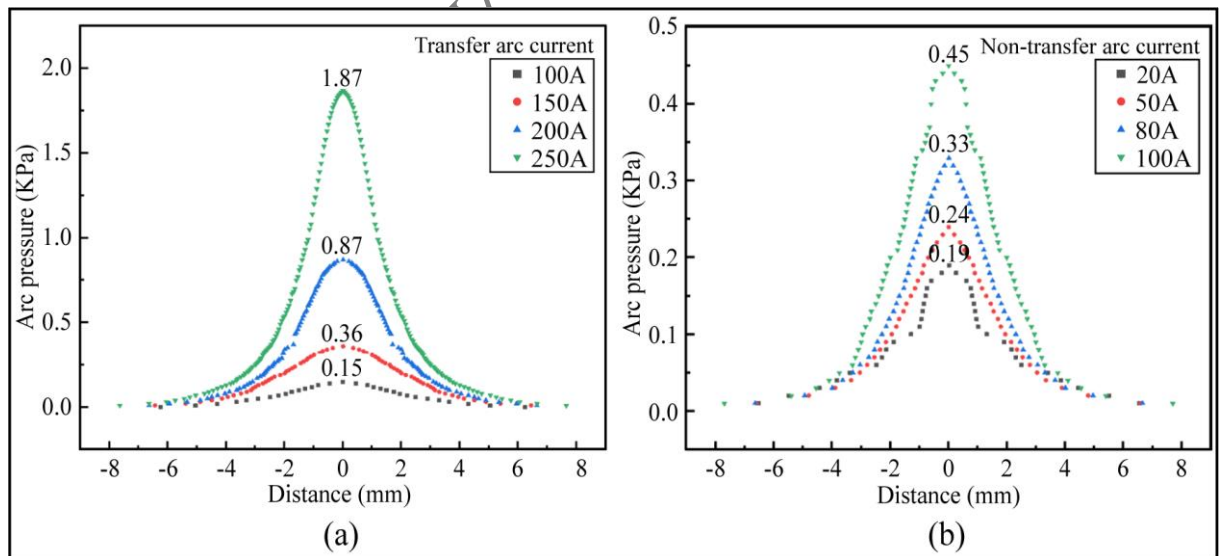 Transfer arc current
100A
150A
200A
250A
1.87
0.87
0.36
0.15
2.0
1.5
1.0
0.5
0.0
Arc pressure (KPa)
-8 -6 -4 -2 0 2 4 6 8
Distance (mm)
(a)
Non-transfer arc current
20A
50A
80A
100A
0.45
0.33
0.24
0.19
0.5
0.4
0.3
0.2
0.1
0.0
Arc pressure (KPa)
-8 -6 -4 -2 0 2 4 6 8
Distance (mm)
(b)